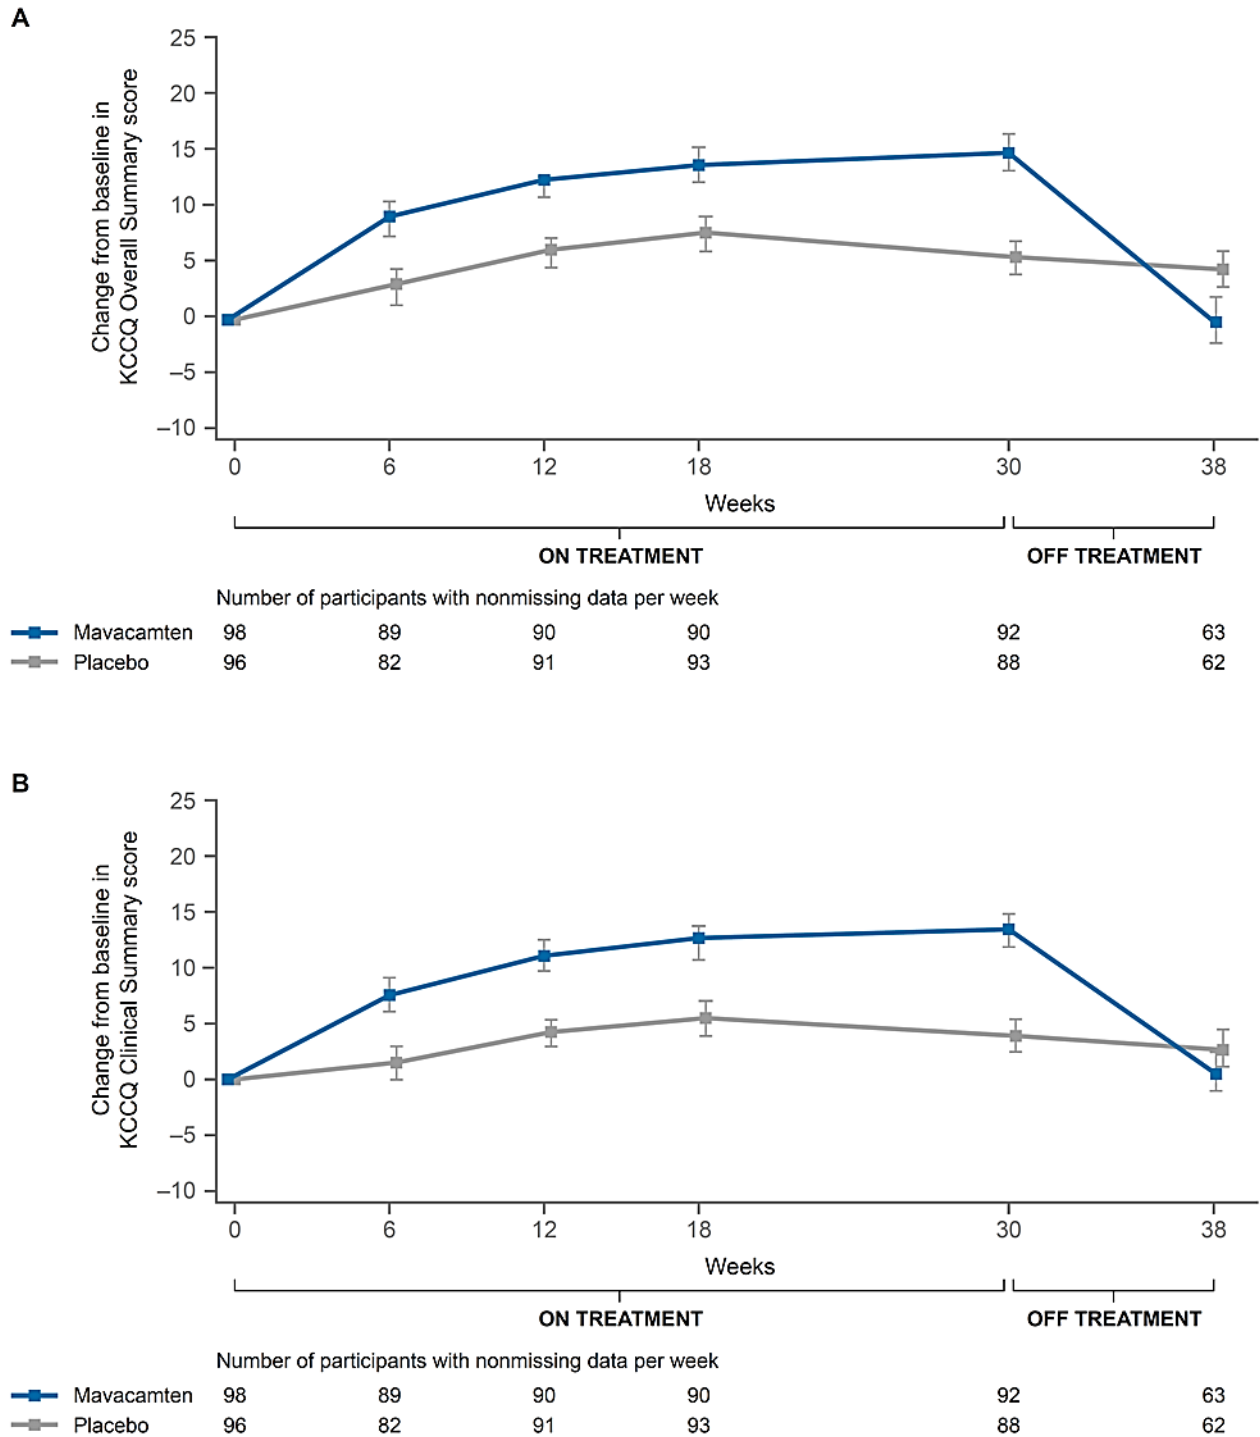 A
Change from baseline in
KCCQ Overall Summary score
25
20
15
10
5
0
–5
–10
0 6 12 18 30 38
Weeks
ON TREATMENT OFF TREATMENT
Number of participants with nonmissing data per week
Mavacamten 98 89 90 90 92 63
Placebo 96 82 91 93 88 62
B
Change from baseline in
KCCQ Clinical Summary score
25
20
15
10
5
0
–5
–10
0 6 12 18 30 38
Weeks
ON TREATMENT OFF TREATMENT
Number of participants with nonmissing data per week
Mavacamten 98 89 90 90 92 63
Placebo 96 82 91 93 88 62